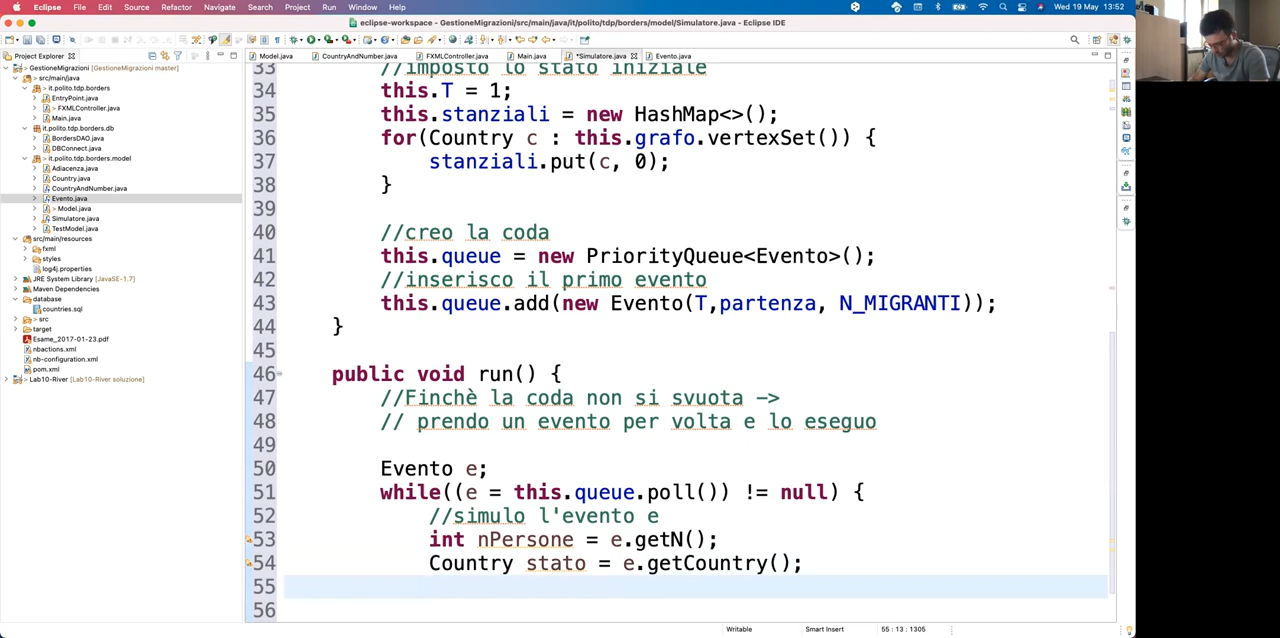 Eclipse File Edit Source Refactor Navigate Search Project Run Window Help Wed 19 May 13:52
eclipse-workspace - GestioneMigrazioni/src/main/java/it/polito/tdp/borders/model/Simulatore.java - Eclipse IDE
Project Explorer
GestioneMigrazioni [GestioneMigrazioni master]
src/main/java
it.polito.tdp.borders
EntryPoint.java
> FXMLController.java
Main.java
it.polito.tdp.borders.db
BordersDAO.java
DBConnect.java
it.polito.tdp.borders.model
Adiacenza.java
Country.java
CountryAndNumber.java
Evento.java
> Model.java
Simulatore.java
TestModel.java
src/main/resources
fxml
styles
log4j.properties
JRE System Library [JavaSE-1.7]
Maven Dependencies
database
countries.sql
src
target
Esame_2017-01-23.pdf
nbactions.xml
nb-configuration.xml
pom.xml
Lab10-River [Lab10-River soluzione]
Model.java CountryAndNumber.java FXMLController.java Main.java *Simulatore.java Evento.java
33 //imposto lo stato iniziale
34 this.T = 1;
35 this.stanziali = new HashMap<>();
36 for(Country c : this.grafo.vertexSet()) {
37 stanziali.put(c, 0);
38 }
39
40 //creo la coda
41 this.queue = new PriorityQueue<Evento>();
42 //inserisco il primo evento
43 this.queue.add(new Evento(T,partenza, N_MIGRANTI));
44 }
45
46 public void run() {
47 //Finchè la coda non si svuota ->
48 // prendo un evento per volta e lo eseguo
49
50 Evento e;
51 while((e = this.queue.poll()) != null) {
52 //simulo l'evento e
53 int nPersone = e.getN();
54 Country stato = e.getCountry();
55
56
Writable Smart Insert 55 : 13 : 1305